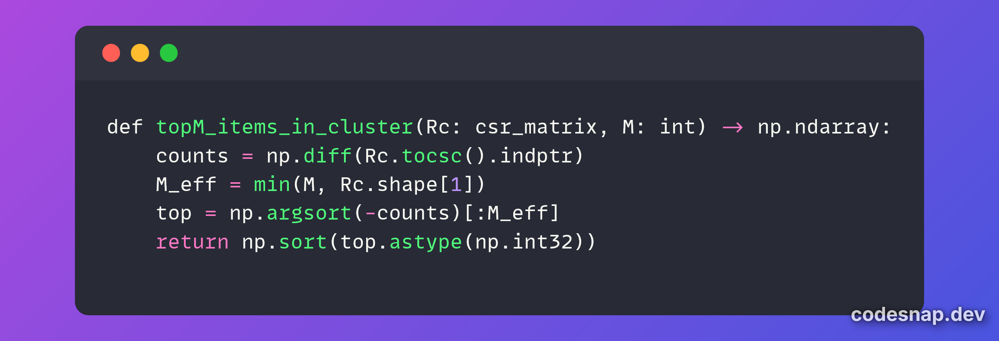 def topM_items_in_cluster(Rc: csr_matrix, M: int) -> np.ndarray:
    counts = np.diff(Rc.tocsc().indptr)
    M_eff = min(M, Rc.shape[1])
    top = np.argsort(-counts)[:M_eff]
    return np.sort(top.astype(np.int32))
codesnap.dev